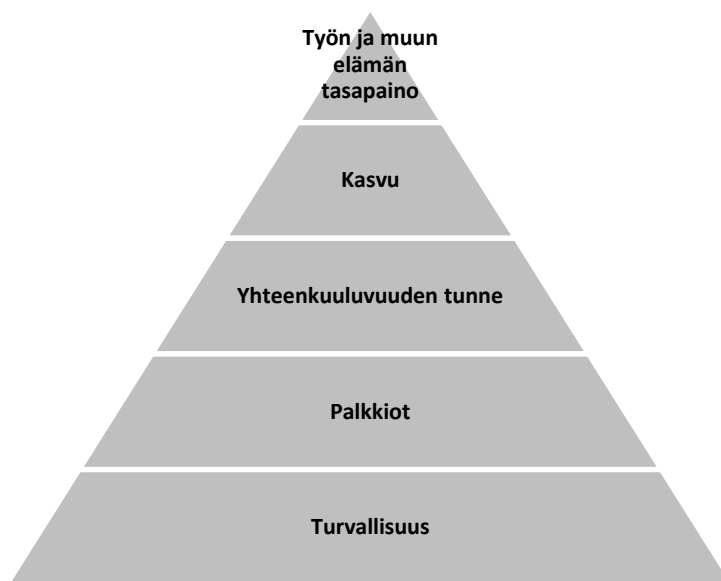 Työn ja muun
elämän
tasapaino
Kasvu
Yhteenkuuluvuuden tunne
Palkkiot
Turvallisuus